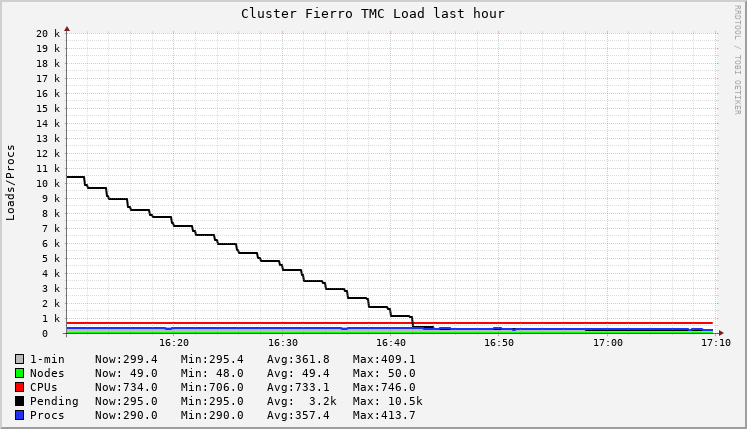 Cluster Fierro TMC Load last hour
RRDTOOL / TOBI OETIKER
Loads/Procs
20 k
19 k
18 k
17 k
16 k
15 k
14 k
13 k
12 k
11 k
10 k
9 k
8 k
7 k
6 k
5 k
4 k
3 k
2 k
1 k
0
16:20 16:30 16:40 16:50 17:00 17:10
1-min Now:299.4 Min:295.4 Avg:361.8 Max:409.1
Nodes Now: 49.0 Min: 48.0 Avg: 49.4 Max: 50.0
CPUs Now:734.0 Min:706.0 Avg:733.1 Max:746.0
Pending Now:295.0 Min:295.0 Avg: 3.2k Max: 10.5k
Procs Now:290.0 Min:290.0 Avg:357.4 Max:413.7